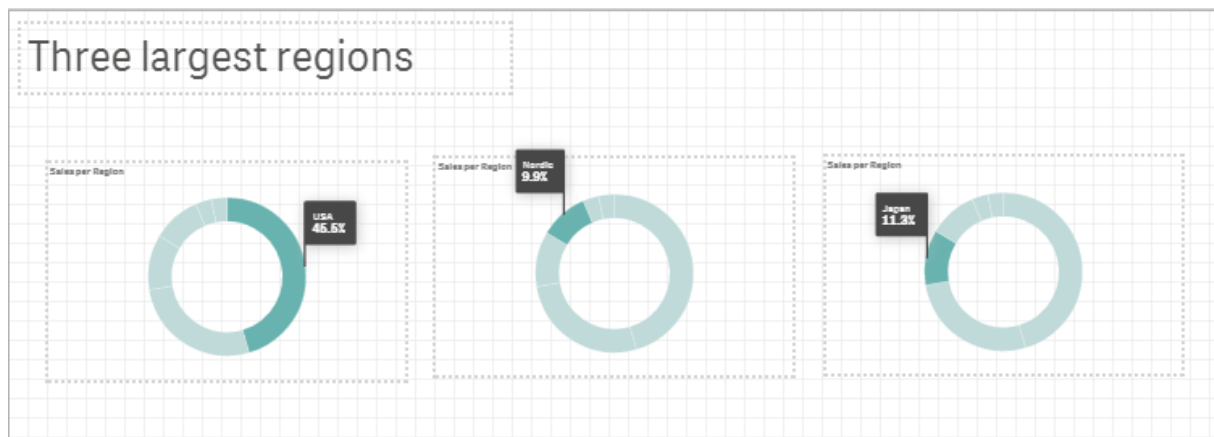 Three largest regions
Sales per Region
USA
45.5%
Sales per Region
Nordic
9.9%
Sales per Region
Japan
11.3%